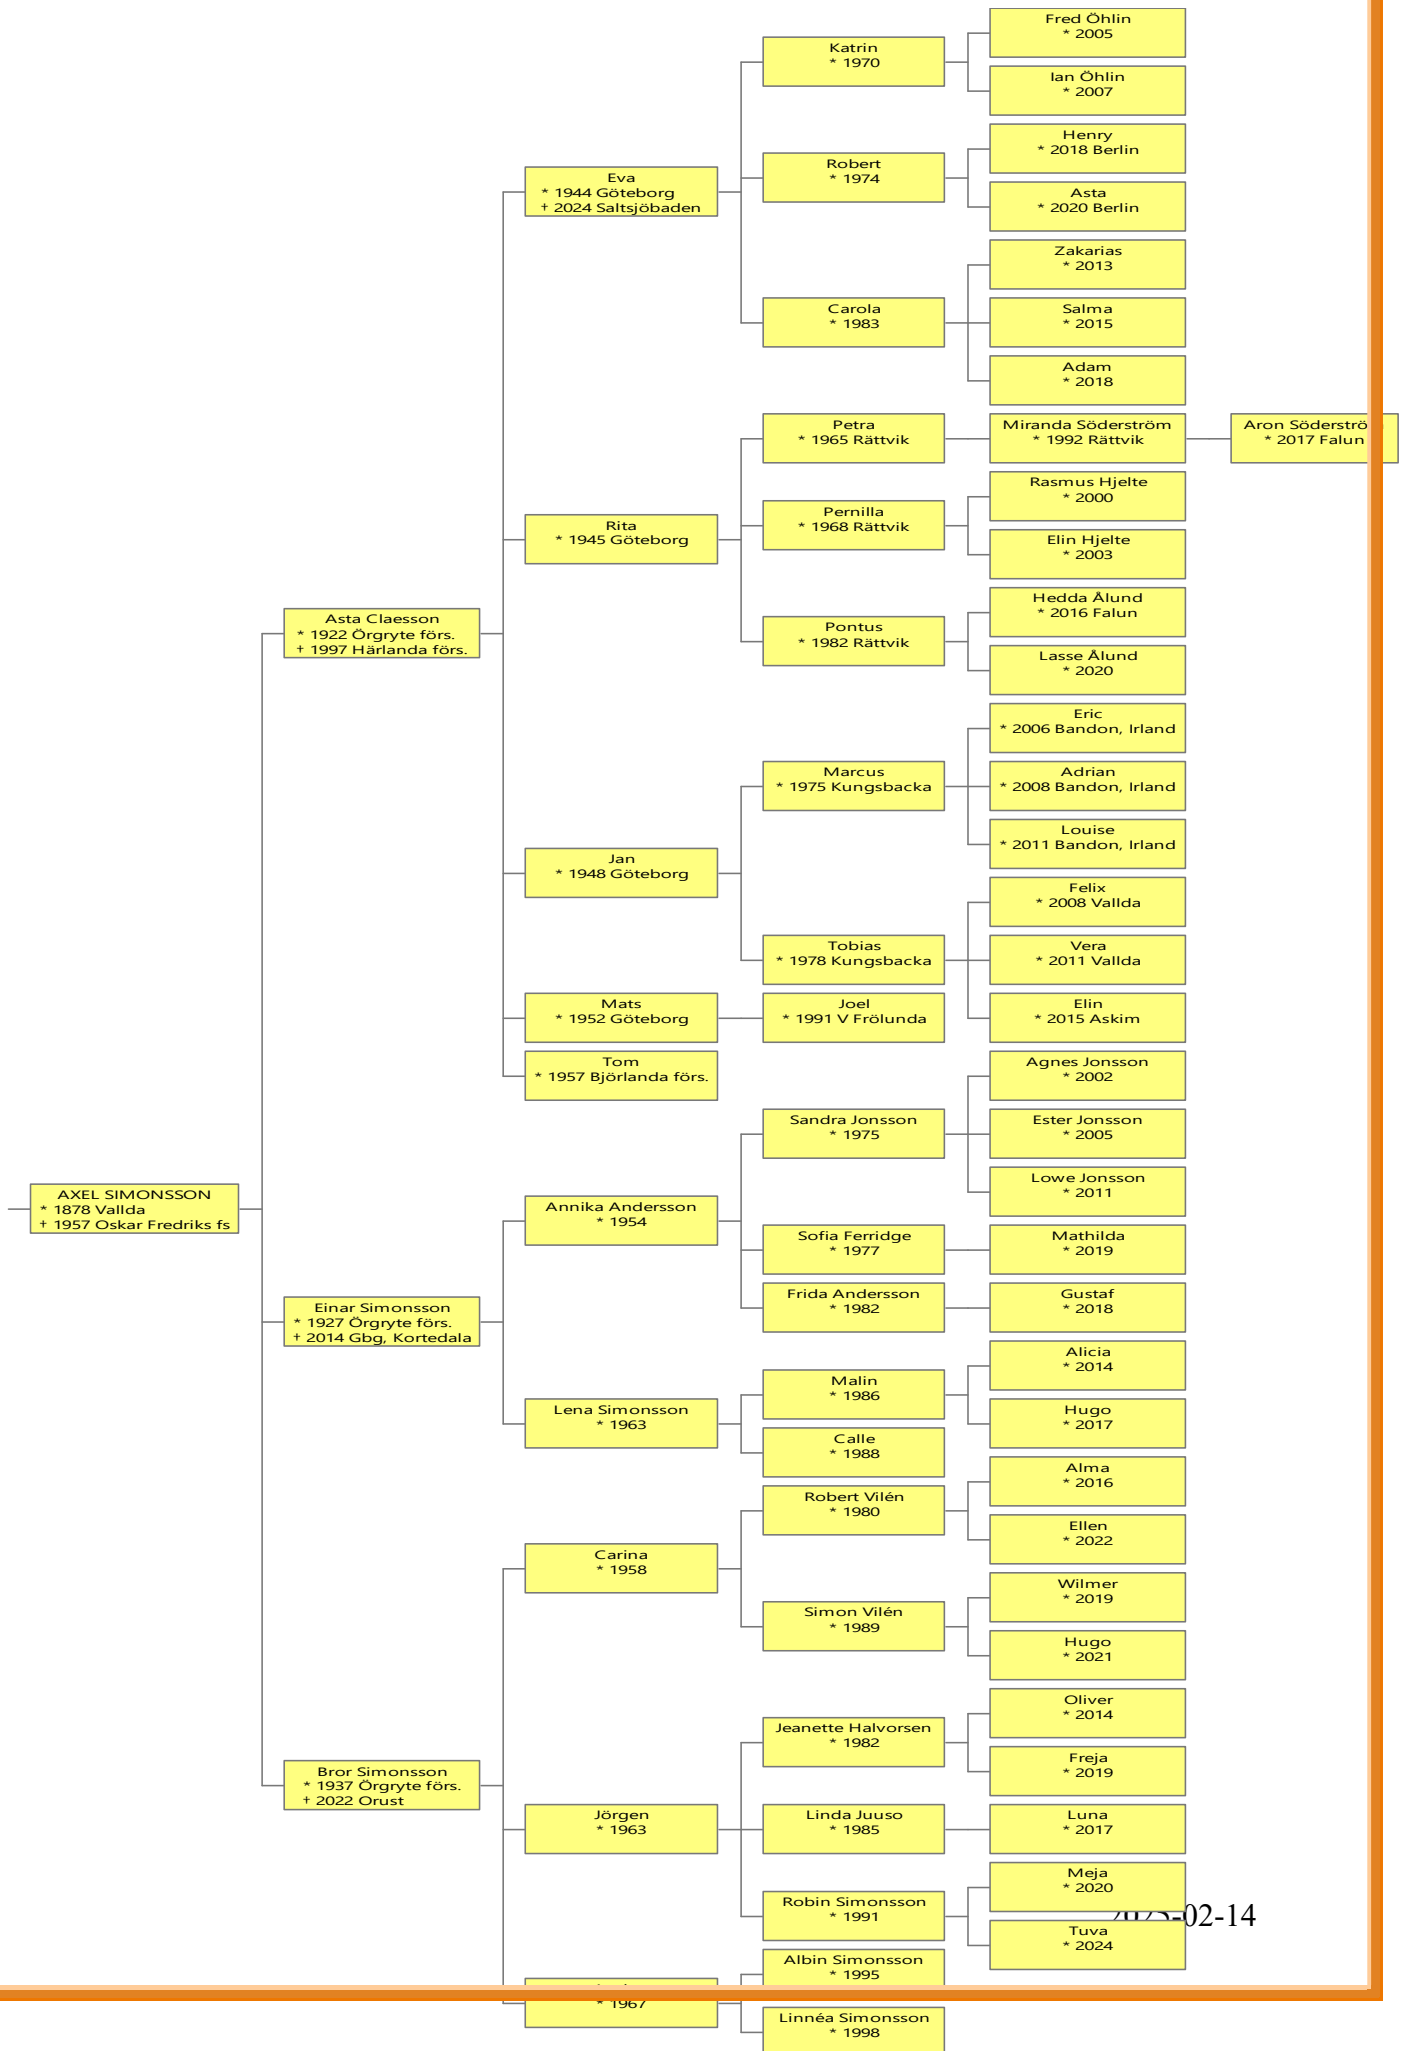 AXEL SIMONSSON
* 1878 Vallda
† 1957 Oskar Fredriks fs
Asta Claesson
* 1922 Örgryte förs.
† 1997 Härlanda förs.
Eva
* 1944 Göteborg
† 2024 Saltsjöbaden
Katrin
* 1970
Fred Öhlin
* 2005
Ian Öhlin
* 2007
Robert
* 1974
Henry
* 2018 Berlin
Asta
* 2020 Berlin
Carola
* 1983
Zakarias
* 2013
Salma
* 2015
Adam
* 2018
Rita
* 1945 Göteborg
Petra
* 1965 Rättvik
Miranda Söderström
* 1992 Rättvik
Aron
* 2017 Falun
Pernilla
* 1968 Rättvik
Rasmus Hjelte
* 2000
Elin Hjelte
* 2003
Pontus
* 1982 Rättvik
Hedda Ålund
* 2016 Falun
Lasse Ålund
* 2020
Jan
* 1948 Göteborg
Marcus
* 1975 Kungsbacka
Eric
* 2006 Bandon, Irland
Adrian
* 2008 Bandon, Irland
Louise
* 2011 Bandon, Irland
Tobias
* 1978 Kungsbacka
Felix
* 2008 Vallda
Vera
* 2011 Vallda
Elin
* 2015 Askim
Mats
* 1952 Göteborg
Joel
* 1991 V Frölunda
Tom
* 1957 Björlanda förs.
Einar Simonsson
* 1927 Örgryte förs.
† 2014 Gbg, Kortedala
Annika Andersson
* 1954
Sandra Jonsson
* 1975
Agnes Jonsson
* 2002
Ester Jonsson
* 2005
Lowe Jonsson
* 2011
Sofia Ferridge
* 1977
Mathilda
* 2019
Frida Andersson
* 1982
Gustaf
* 2018
Lena Simonsson
* 1963
Malin
* 1986
Alicia
* 2014
Hugo
* 2017
Calle
* 1988
Bror Simonsson
* 1937 Örgryte förs.
† 2022 Orust
Carina
* 1958
Robert Vilén
* 1980
Alma
* 2016
Ellen
* 2022
Simon Vilén
* 1989
Wilmer
* 2019
Hugo
* 2021
Jörgen
* 1963
Jeanette Halvorsen
* 1982
Oliver
* 2014
Freja
* 2019
Linda Juuso
* 1985
Luna
* 2017
Robin Simonsson
* 1991
Meja
* 2020
Tuva
* 2024
* 1967
Albin Simonsson
* 1995
Linnéa Simonsson
* 1998
-02-14